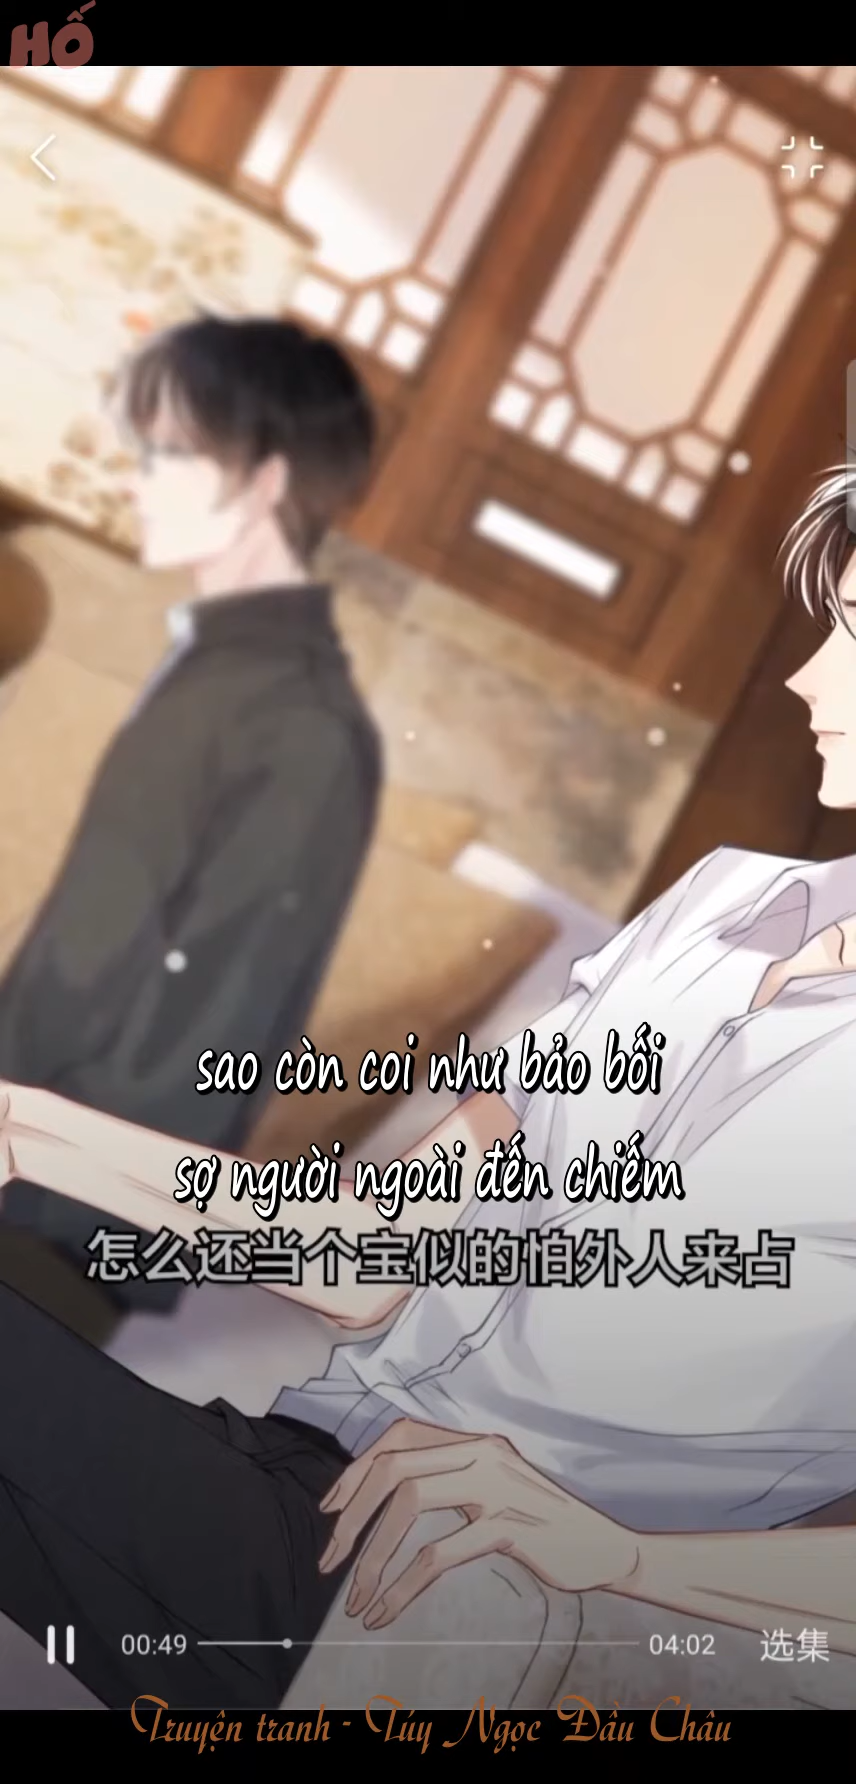 HỐ
sao còn coi như bảo bối
sợ người ngoài đến chiếm
怎么还当个宝似的怕外人来占
00:49
04:02
选集
Truyện tranh - Túy Ngọc Đầu Châu